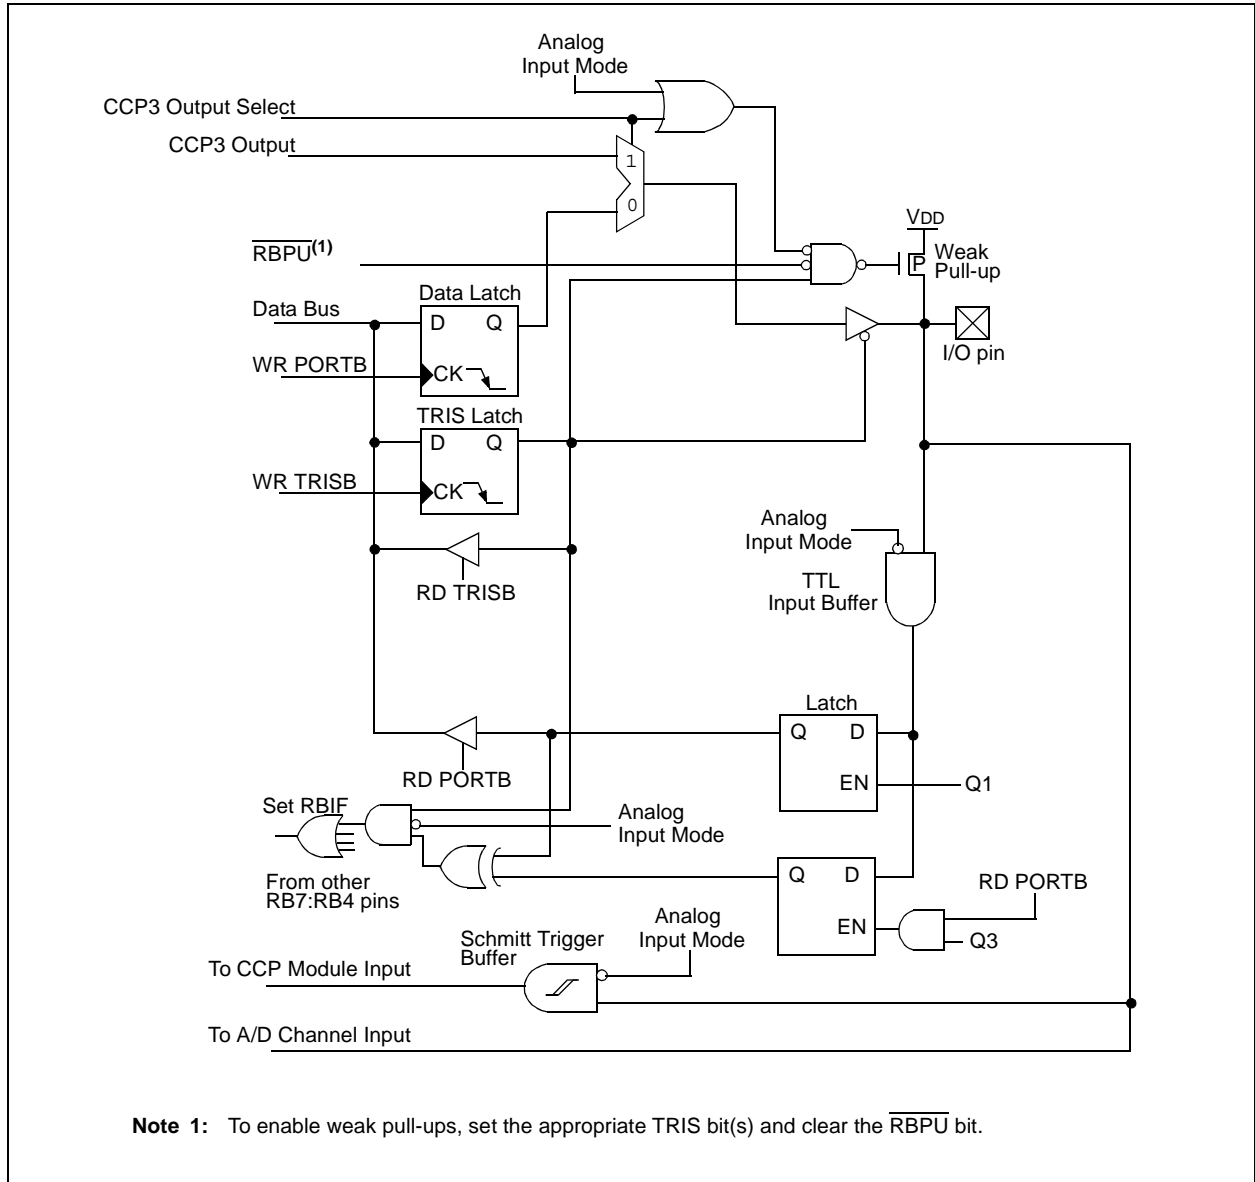 Analog
Input Mode
CCP3 Output Select
CCP3 Output
1
0
VDD
RBPU(1)
P
Weak
Pull-up
Data Bus
Data Latch
D Q
I/O pin
WR PORTB
CK
TRIS Latch
D Q
WR TRISB
CK
Analog
Input Mode
TTL
Input Buffer
RD TRISB
Latch
Q D
RD PORTB
EN
Q1
Set RBIF
Analog
Input Mode
From other
RB7:RB4 pins
Q D
RD PORTB
EN
Q3
Analog
Input Mode
Schmitt Trigger
Buffer
To CCP Module Input
To A/D Channel Input
Note 1: To enable weak pull-ups, set the appropriate TRIS bit(s) and clear the RBPU bit.